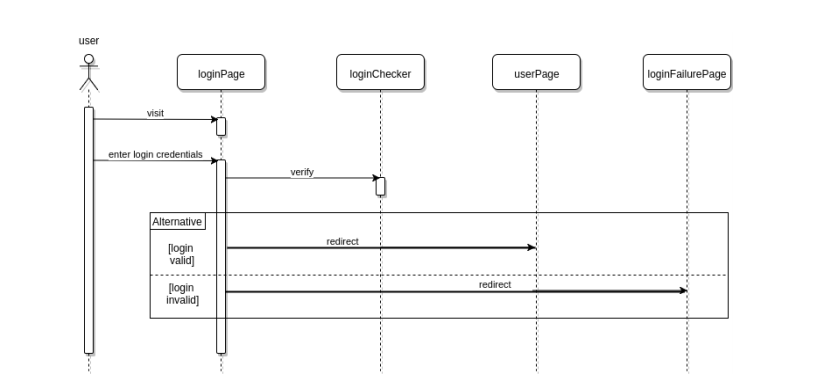 user
loginPage
loginChecker
userPage
loginFailurePage
visit
enter login credentials
verify
Alternative
[login
valid]
redirect
[login
invalid]
redirect